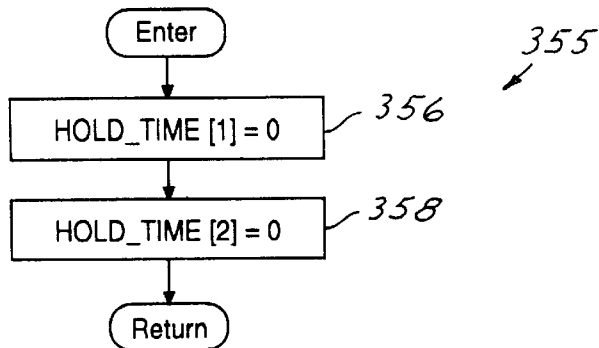 Enter
355
HOLD_TIME [1] = 0
356
HOLD_TIME [2] = 0
358
Return